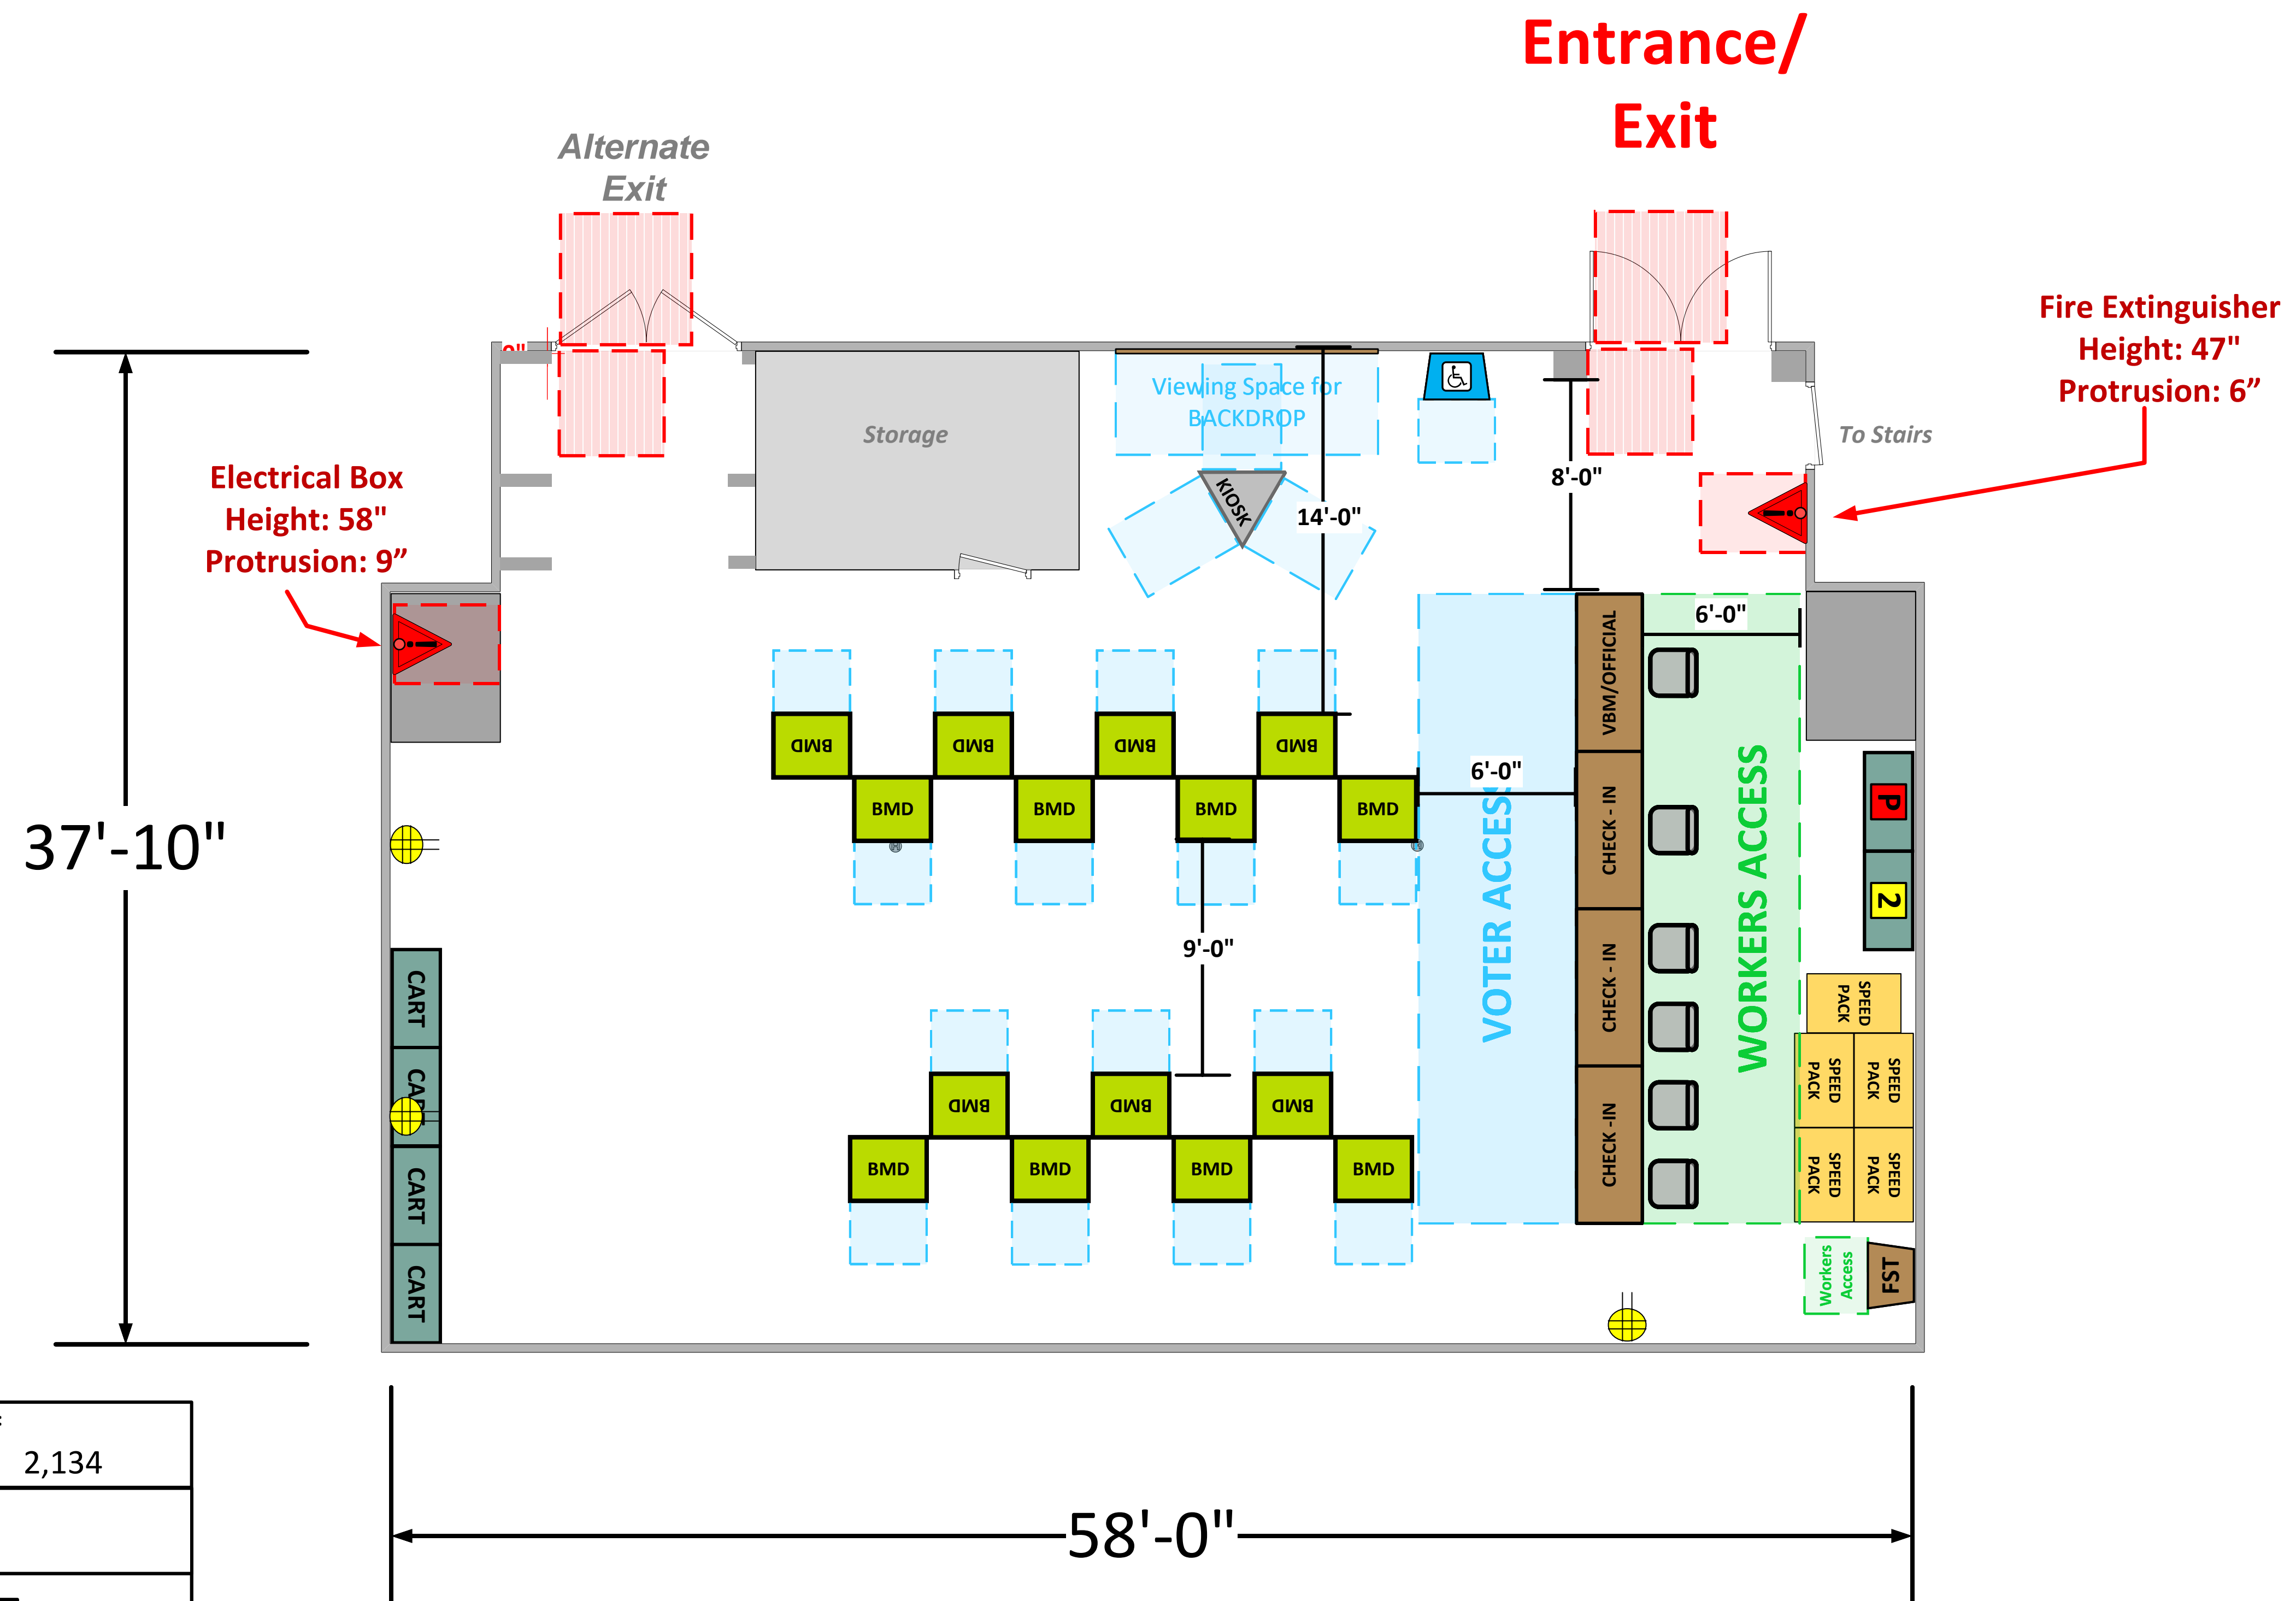 Entrance/
Exit
Alternate
Exit
Fire Extinguisher
Height: 47"
Protrusion: 6”
Viewing Space for
BACKDROP
Storage
To Stairs
KIOSK
8'-0"
14'-0"
Electrical Box
Height: 58"
Protrusion: 9”
6'-0"
VBM/OFFICIAL
BMD
BMD
BMD
BMD
BMD
BMD
BMD
BMD
6'-0"
VOTER ACCESS
CHECK - IN
CHECK - IN
CHECK -IN
WORKERS ACCESS
P
2
37'-10"
9'-0"
CART
CART
CART
CART
SPEED
PACK
SPEED
PACK
SPEED
PACK
SPEED
PACK
SPEED
PACK
BMD
BMD
BMD
BMD
BMD
BMD
BMD
Workers
Access
FST
2,134
58'-0"